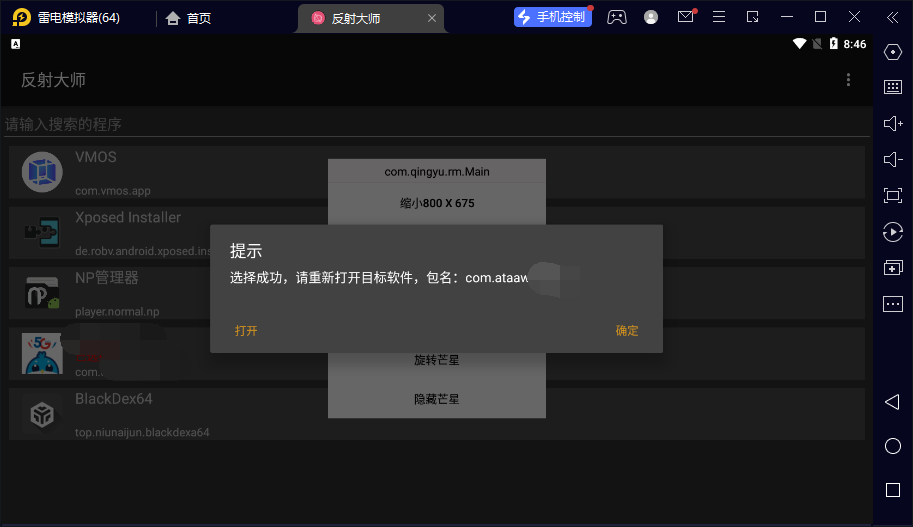 雷电模拟器(64)
首页
反射大师
手机控制
8:46
反射大师
请输入搜索的程序
VMOS
com.vmos.app
Xposed Installer
de.robv.android.xposed.ins
NP管理器
player.normal.np
5G
com.
BlackDex64
top.niunaijun.blackdexa64
com.qingyu.rm.Main
缩小800 X 675
提示
选择成功，请重新打开目标软件，包名：com.ataaw
打开
确定
旋转芒星
隐藏芒星